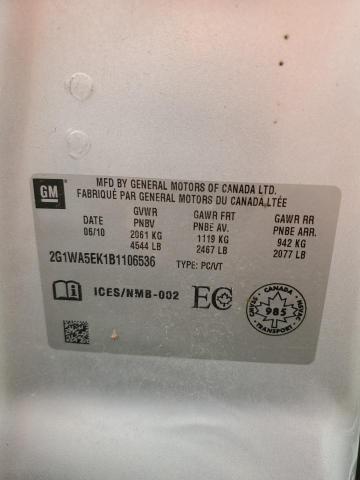 GM
MFD BY GENERAL MOTORS OF CANADA LTD.
FABRIQUÉ PAR GENERAL MOTORS DU CANADA LTÉE
GVWR GAWR FRT GAWR RR
DATE PNBV PNBE AV. PNBE ARR.
06/10 2061 KG 1119 KG 942 KG
4544 LB 2467 LB 2077 LB
2G1WA5EK1B1106536 TYPE: PC/VT
ICES/NMB-002 EC
CANADA
985
TRANSPORT